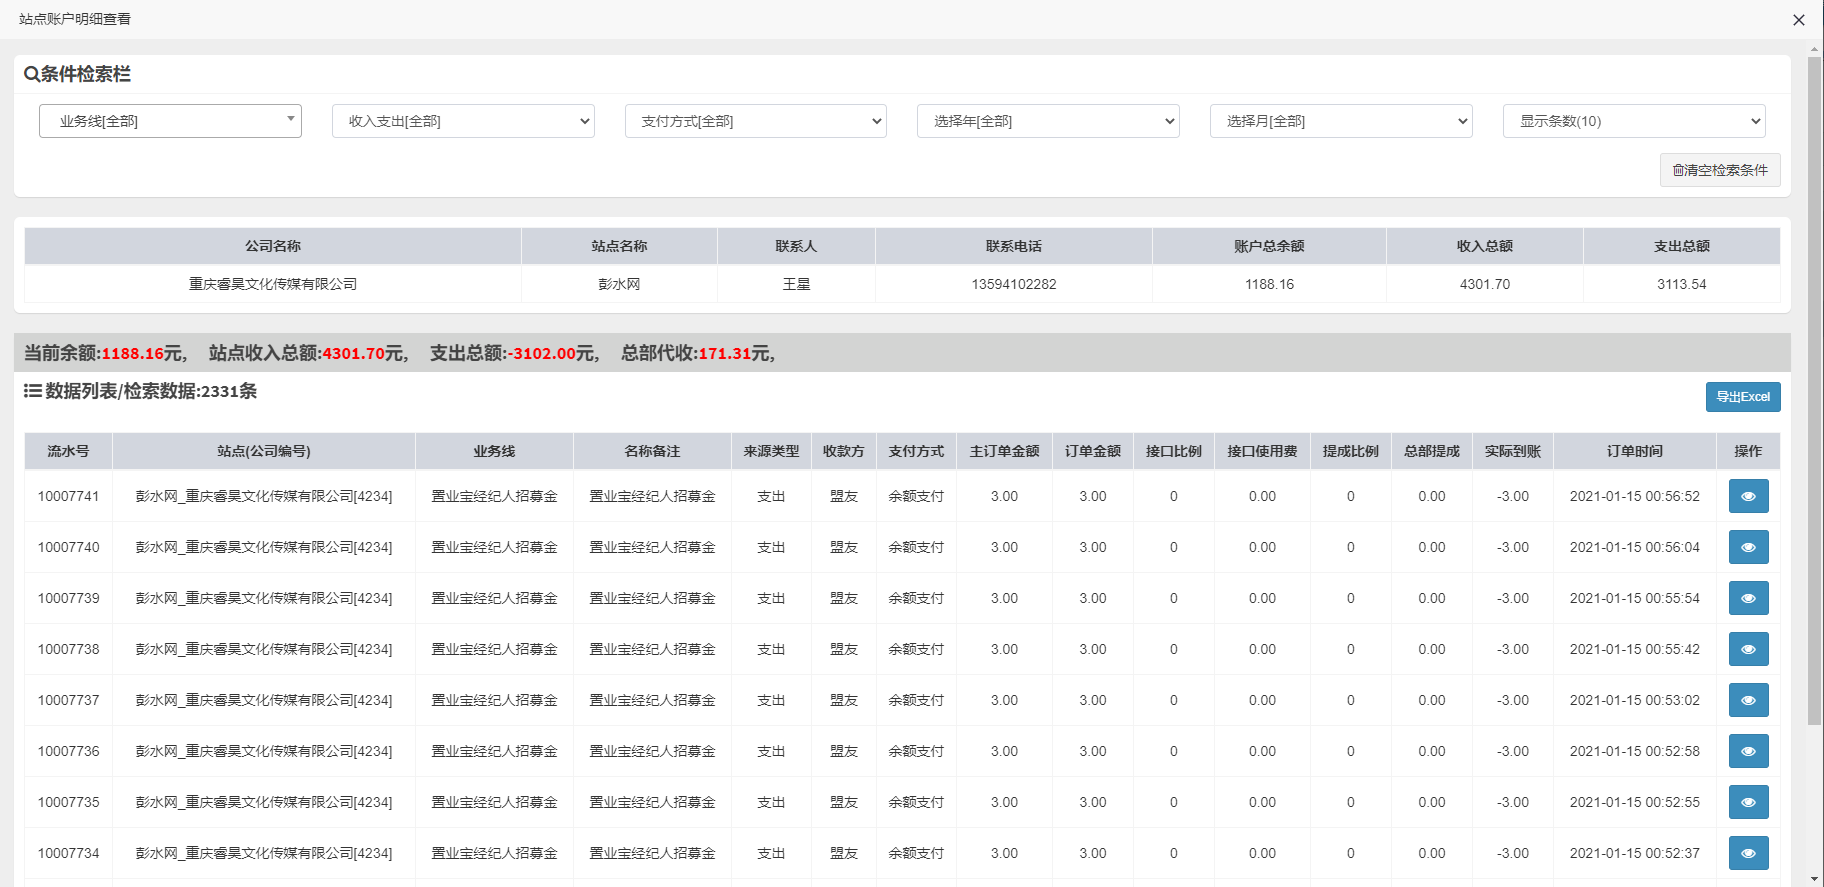 站点账户明细查看
条件检索栏
业务线[全部] 收入支出[全部] 支付方式[全部] 选择年[全部] 选择月[全部] 显示条数(10)
清空检索条件
公司名称 站点名称 联系人 联系电话 账户总余额 收入总额 支出总额
重庆睿昊文化传媒有限公司 彭水网 王星 13594102282 1188.16 4301.70 3113.54
当前余额:1188.16元, 站点收入总额:4301.70元, 支出总额:-3102.00元, 总部代收:171.31元,
数据列表/检索数据:2331条
导出Excel
流水号 站点(公司编号) 业务线 名称备注 来源类型 收款方 支付方式 主订单金额 订单金额 接口比例 接口使用费 提成比例 总部提成 实际到账 订单时间 操作
10007741 彭水网_重庆睿昊文化传媒有限公司[4234] 置业宝经纪人招募金 置业宝经纪人招募金 支出 盟友 余额支付 3.00 3.00 0 0.00 0 0.00 -3.00 2021-01-15 00:56:52
10007740 彭水网_重庆睿昊文化传媒有限公司[4234] 置业宝经纪人招募金 置业宝经纪人招募金 支出 盟友 余额支付 3.00 3.00 0 0.00 0 0.00 -3.00 2021-01-15 00:56:04
10007739 彭水网_重庆睿昊文化传媒有限公司[4234] 置业宝经纪人招募金 置业宝经纪人招募金 支出 盟友 余额支付 3.00 3.00 0 0.00 0 0.00 -3.00 2021-01-15 00:55:54
10007738 彭水网_重庆睿昊文化传媒有限公司[4234] 置业宝经纪人招募金 置业宝经纪人招募金 支出 盟友 余额支付 3.00 3.00 0 0.00 0 0.00 -3.00 2021-01-15 00:55:42
10007737 彭水网_重庆睿昊文化传媒有限公司[4234] 置业宝经纪人招募金 置业宝经纪人招募金 支出 盟友 余额支付 3.00 3.00 0 0.00 0 0.00 -3.00 2021-01-15 00:53:02
10007736 彭水网_重庆睿昊文化传媒有限公司[4234] 置业宝经纪人招募金 置业宝经纪人招募金 支出 盟友 余额支付 3.00 3.00 0 0.00 0 0.00 -3.00 2021-01-15 00:52:58
10007735 彭水网_重庆睿昊文化传媒有限公司[4234] 置业宝经纪人招募金 置业宝经纪人招募金 支出 盟友 余额支付 3.00 3.00 0 0.00 0 0.00 -3.00 2021-01-15 00:52:55
10007734 彭水网_重庆睿昊文化传媒有限公司[4234] 置业宝经纪人招募金 置业宝经纪人招募金 支出 盟友 余额支付 3.00 3.00 0 0.00 0 0.00 -3.00 2021-01-15 00:52:37